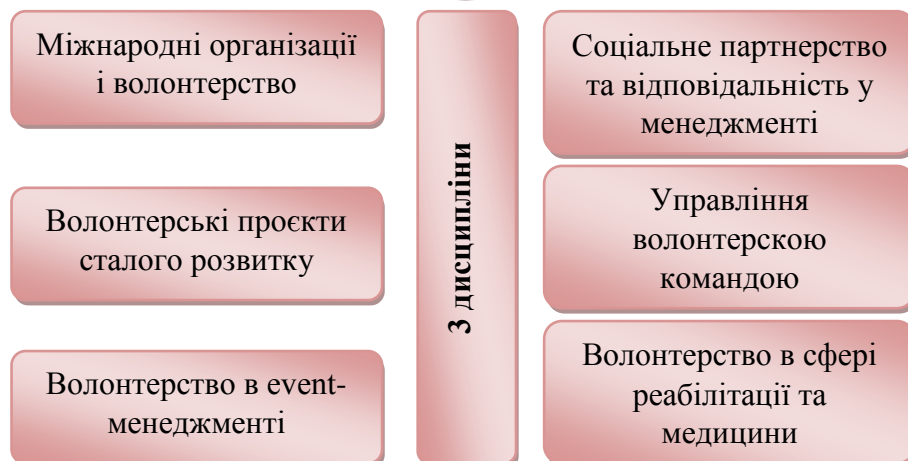 Міжнародні організації
і волонтерство
Волонтерські проєкти
сталого розвитку
Волонтерство в event-
менеджменті
3 дисципліни
Соціальне партнерство
та відповідальність у
менеджменті
Управління
волонтерскою
командою
Волонтерство в сфері
реабілітації та
медицини